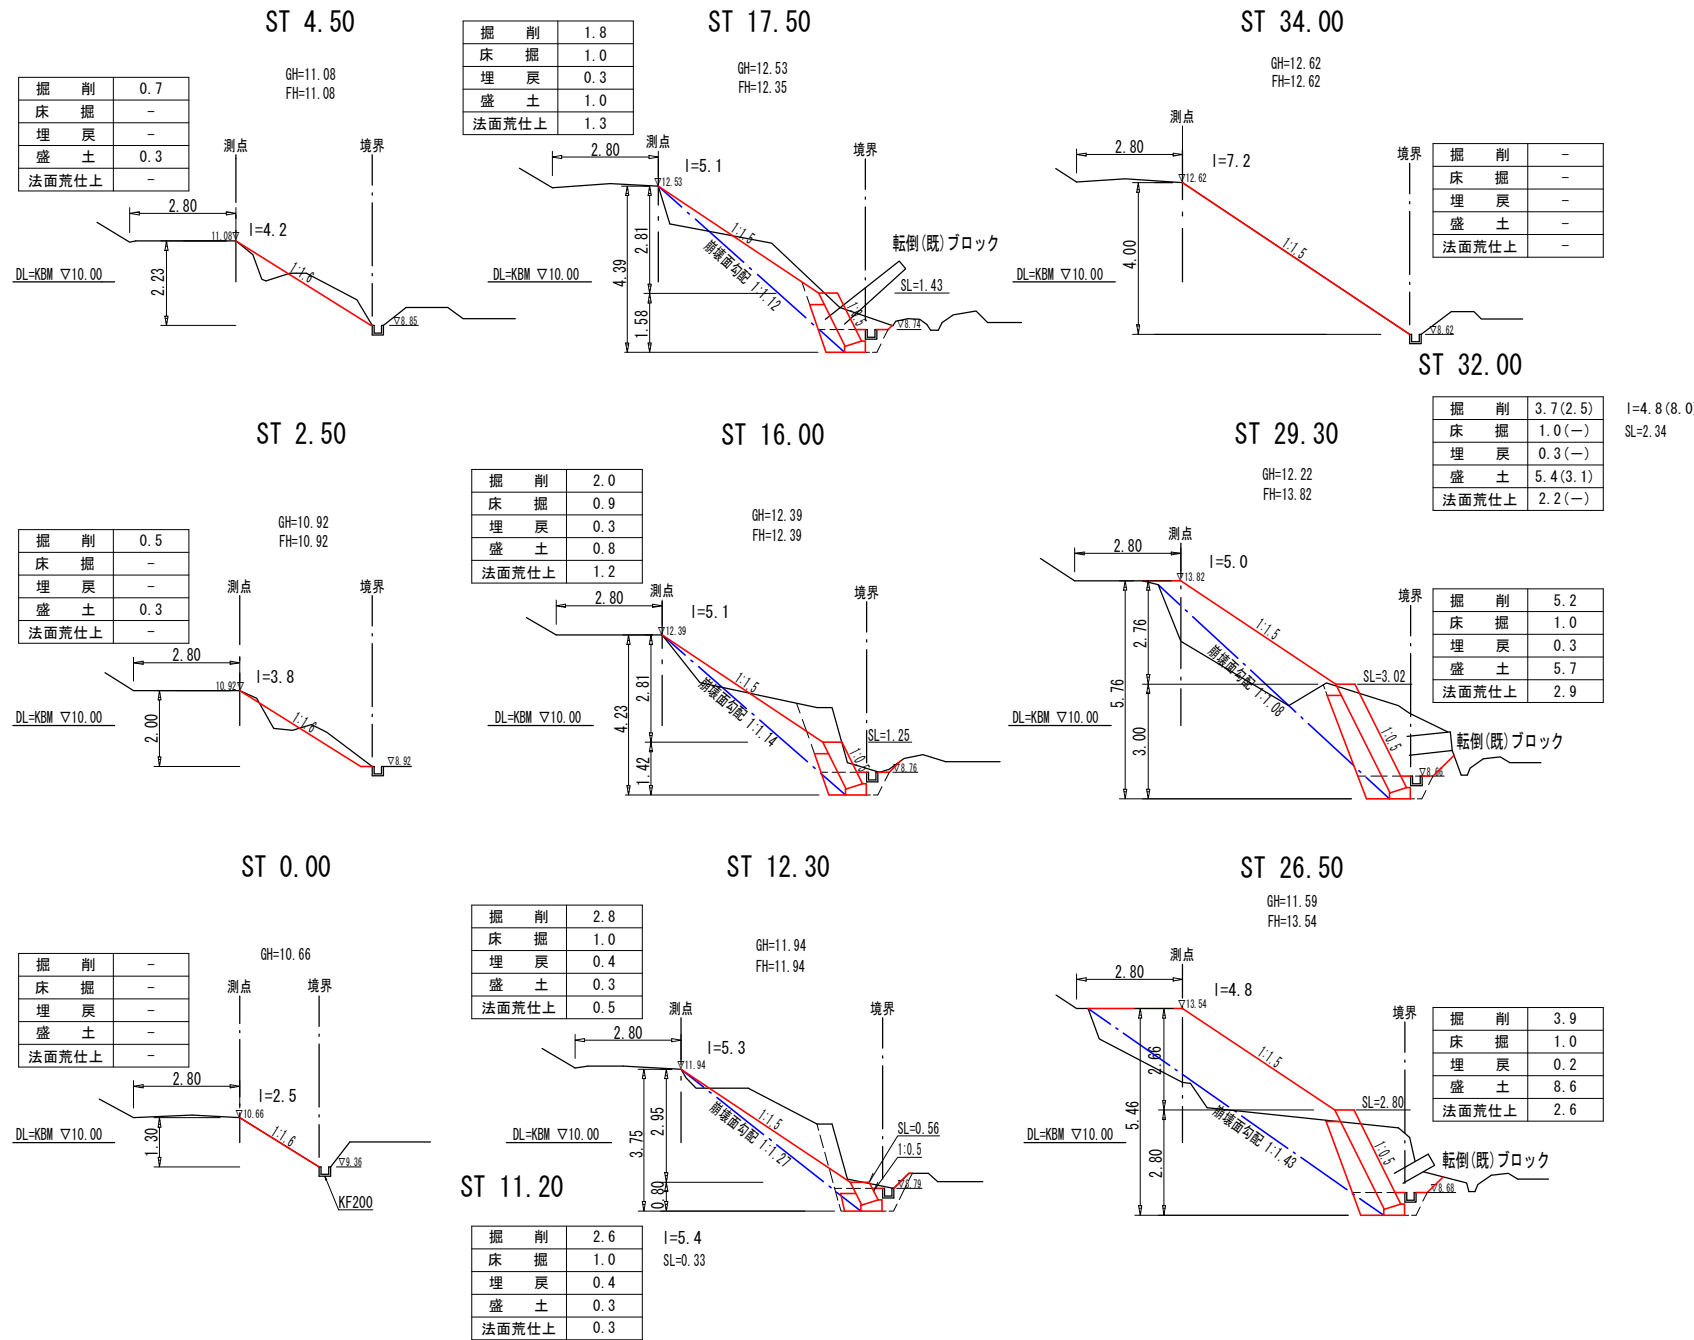 ST 4.50
GH=11.08
FH=11.08
掘 削 0.7
床 掘 -
埋 戻 -
盛 土 0.3
法面荒仕上 -
測点
境界
2.80
11.08
l=4.2
1:1.6
2.23
DL=KBM ▽10.00
▽8.85
ST 17.50
GH=12.53
FH=12.35
掘 削 1.8
床 掘 1.0
埋 戻 0.3
盛 土 1.0
法面荒仕上 1.3
測点
境界
2.80
▽12.53
l=5.1
1:1.5
崩壊面勾配 1:1.12
転倒(既)ブロック
SL=1.43
1:0.5
4.39
2.81
1.58
DL=KBM ▽10.00
▽8.74
ST 34.00
GH=12.62
FH=12.62
測点
境界
2.80
▽12.62
l=7.2
1:1.5
4.00
DL=KBM ▽10.00
▽8.62
掘 削 -
床 掘 -
埋 戻 -
盛 土 -
法面荒仕上 -
ST 32.00
掘 削 3.7(2.5)
床 掘 1.0(-)
埋 戻 0.3(-)
盛 土 5.4(3.1)
法面荒仕上 2.2(-)
l=4.8(8.0)
SL=2.34
ST 2.50
GH=10.92
FH=10.92
掘 削 0.5
床 掘 -
埋 戻 -
盛 土 0.3
法面荒仕上 -
測点
境界
2.80
10.92
l=3.8
1:1.6
2.00
DL=KBM ▽10.00
▽8.92
ST 16.00
GH=12.39
FH=12.39
掘 削 2.0
床 掘 0.9
埋 戻 0.3
盛 土 0.8
法面荒仕上 1.2
測点
境界
2.80
▽12.39
l=5.1
1:1.5
崩壊面勾配 1:1.14
SL=1.25
1:0.5
4.23
2.81
1.42
DL=KBM ▽10.00
▽8.76
ST 29.30
GH=12.22
FH=13.82
測点
境界
2.80
▽13.82
l=5.0
1:1.5
崩壊面勾配 1:1.08
SL=3.02
1:0.5
転倒(既)ブロック
5.76
2.76
3.00
DL=KBM ▽10.00
▽8.66
掘 削 5.2
床 掘 1.0
埋 戻 0.3
盛 土 5.7
法面荒仕上 2.9
ST 0.00
GH=10.66
掘 削 -
床 掘 -
埋 戻 -
盛 土 -
法面荒仕上 -
測点
境界
2.80
▽10.66
l=2.5
1:1.6
1.30
DL=KBM ▽10.00
▽9.36
KF200
ST 12.30
GH=11.94
FH=11.94
掘 削 2.8
床 掘 1.0
埋 戻 0.4
盛 土 0.3
法面荒仕上 0.5
測点
境界
2.80
▽11.94
l=5.3
1:1.5
崩壊面勾配 1:1.27
SL=0.56
1:0.5
3.75
2.95
0.80
DL=KBM ▽10.00
▽8.79
ST 11.20
掘 削 2.6
床 掘 1.0
埋 戻 0.4
盛 土 0.3
法面荒仕上 0.3
l=5.4
SL=0.33
ST 26.50
GH=11.59
FH=13.54
測点
境界
2.80
▽13.54
l=4.8
1:1.5
崩壊面勾配 1:1.43
SL=2.80
1:0.5
転倒(既)ブロック
5.46
2.66
2.80
DL=KBM ▽10.00
▽8.68
掘 削 3.9
床 掘 1.0
埋 戻 0.2
盛 土 8.6
法面荒仕上 2.6